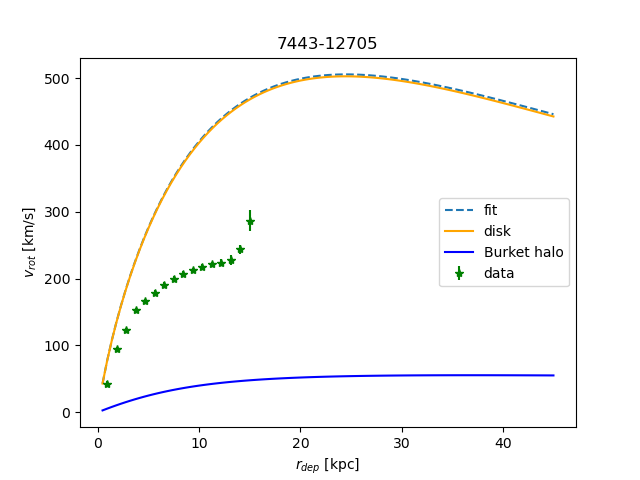 7443-12705
500
400
300
200
100
0
v_rot [km/s]
fit
disk
Burket halo
data
0
10
20
30
40
r_dep [kpc]